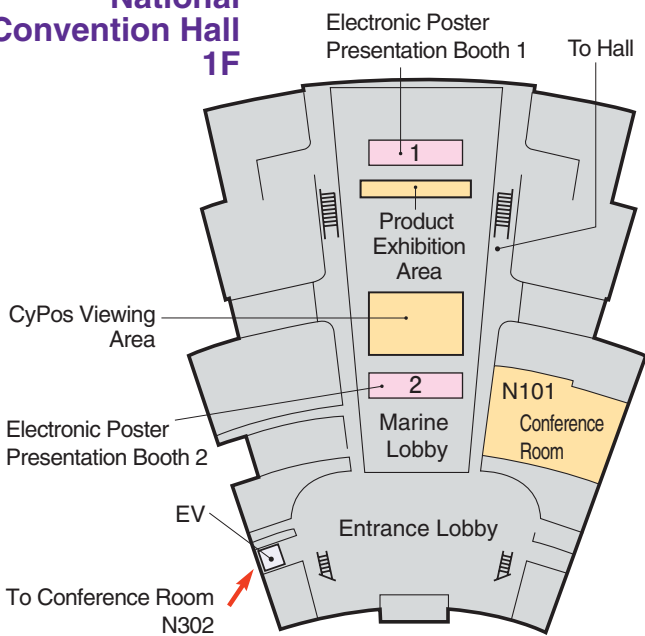 National
Convention Hall
1F
Electronic Poster
Presentation Booth 1
To Hall
1
Product
Exhibition
Area
CyPos Viewing
Area
2
N101
Conference
Room
Marine
Lobby
Electronic Poster
Presentation Booth 2
EV
Entrance Lobby
To Conference Room
N302